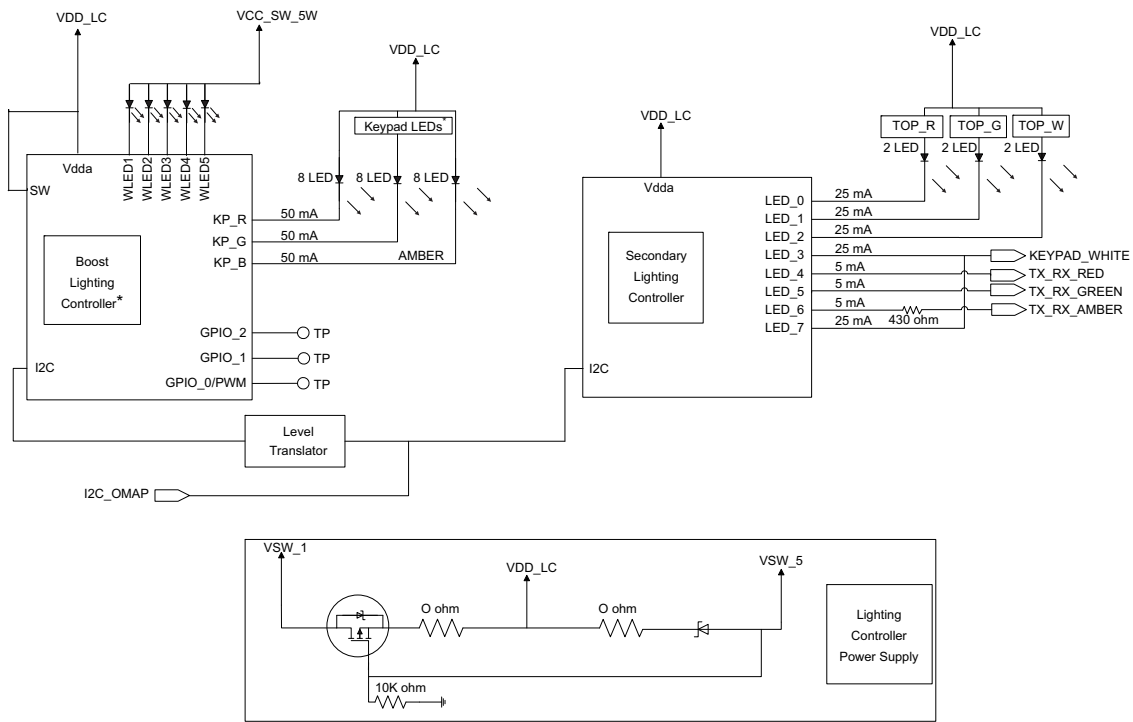 VDD_LC
VCC_SW_5W
VDD_LC
Keypad LEDs*
8 LED
8 LED
8 LED
WLED1
WLED2
WLED3
WLED4
WLED5
Vdda
SW
KP_R
50 mA
KP_G
50 mA
KP_B
50 mA
AMBER
Boost
Lighting
Controller*
GPIO_2
TP
GPIO_1
TP
GPIO_0/PWM
TP
I2C
Level
Translator
I2C_OMAP
VDD_LC
Vdda
VDD_LC
TOP_R
TOP_G
TOP_W
2 LED
2 LED
2 LED
Secondary
Lighting
Controller
LED_0
25 mA
LED_1
25 mA
LED_2
25 mA
LED_3
25 mA
KEYPAD_WHITE
LED_4
5 mA
TX_RX_RED
LED_5
5 mA
TX_RX_GREEN
LED_6
5 mA
430 ohm
TX_RX_AMBER
LED_7
25 mA
I2C
VSW_1
VDD_LC
VSW_5
O ohm
O ohm
10K ohm
Lighting
Controller
Power Supply